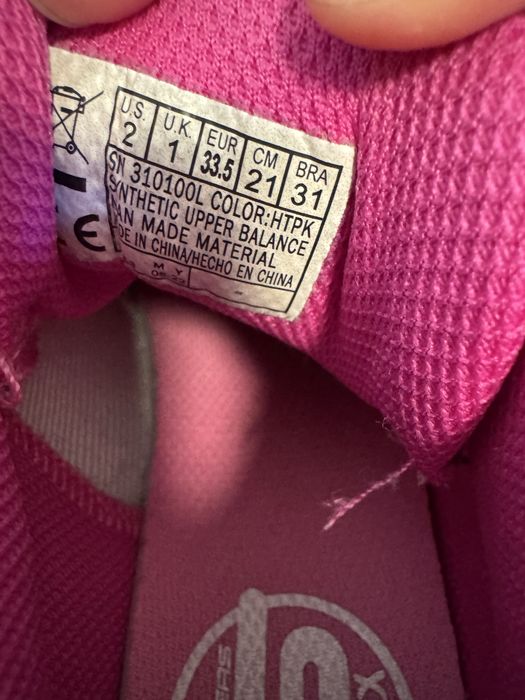 U.S. U.K. EUR CM BRA
2 1 33.5 21 31
SN 310100L COLOR:HTPK
SYNTHETIC UPPER BALANCE
MAN MADE MATERIAL
MADE IN CHINA/HECHO EN CHINA
M Y
CE